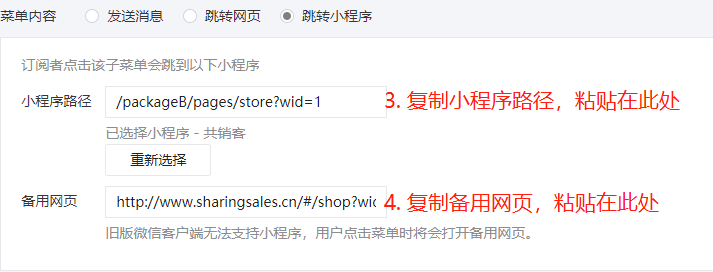 菜单内容 发送消息 跳转网页 跳转小程序
订阅者点击该子菜单会跳到以下小程序
小程序路径 /packageB/pages/store?wid=1 3. 复制小程序路径，粘贴在此处
已选择小程序 - 共销客
重新选择
备用网页 http://www.sharingsales.cn/#/shop?wic 4. 复制备用网页，粘贴在此处
旧版微信客户端无法支持小程序，用户点击菜单时将会打开备用网页。